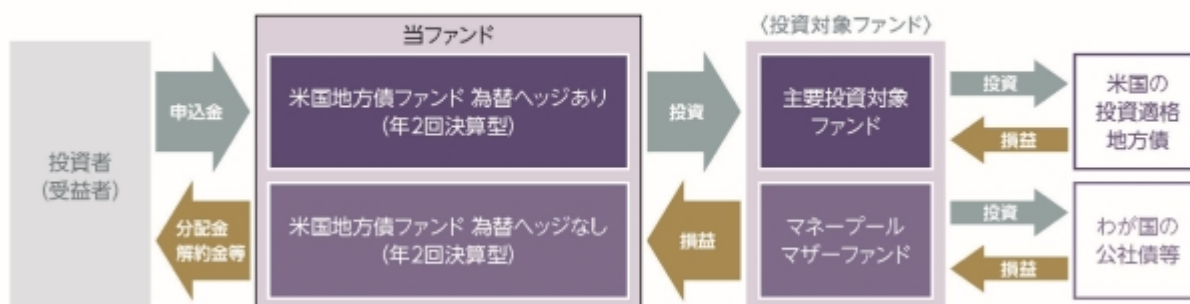 投資者
(受益者)
申込金
分配金
解約金等
当ファンド
米国地方債ファンド 為替ヘッジあり
(年2回決算型)
米国地方債ファンド 為替ヘッジなし
(年2回決算型)
投資
損益
〈投資対象ファンド〉
主要投資対象
ファンド
マネープール
マザーファンド
投資
損益
投資
損益
米国の
投資適格
地方債
わが国の
公社債等